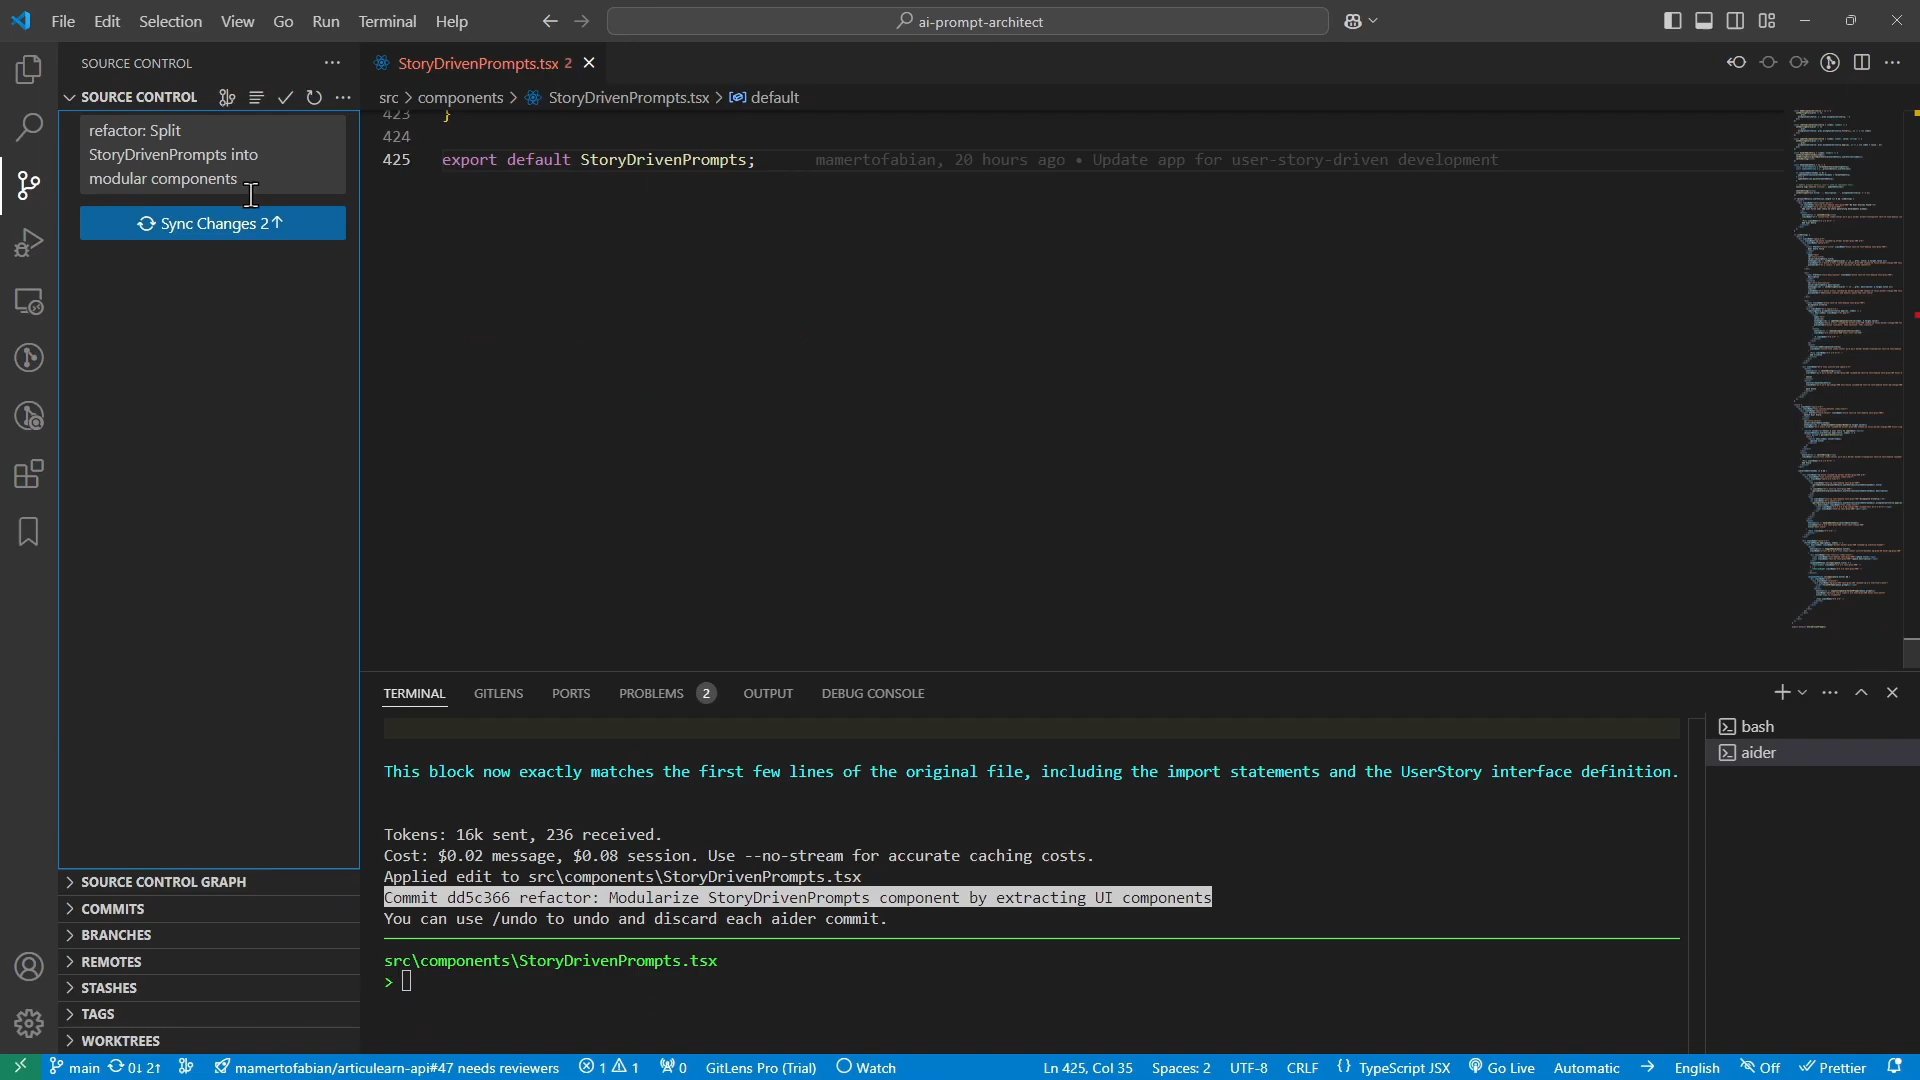 File Edit Selection View Go Run Terminal Help
ai-prompt-architect
SOURCE CONTROL
SOURCE CONTROL
refactor: Split
StoryDrivenPrompts into
modular components
Sync Changes 2↑
SOURCE CONTROL GRAPH
COMMITS
BRANCHES
REMOTES
STASHES
TAGS
WORKTREES
StoryDrivenPrompts.tsx 2
src > components > StoryDrivenPrompts.tsx > default
423 }
424
425 export default StoryDrivenPrompts; mamertofabian, 20 hours ago • Update app for user-story-driven development
TERMINAL GITLENS PORTS PROBLEMS 2 OUTPUT DEBUG CONSOLE
bash
aider
This block now exactly matches the first few lines of the original file, including the import statements and the UserStory interface definition.
Tokens: 16k sent, 236 received.
Cost: $0.02 message, $0.08 session. Use --no-stream for accurate caching costs.
Applied edit to src\components\StoryDrivenPrompts.tsx
Commit dd5c366 refactor: Modularize StoryDrivenPrompts component by extracting UI components
You can use /undo to undo and discard each aider commit.
src\components\StoryDrivenPrompts.tsx
>
main 0↓ 2↑ mamertofabian/articulearn-api#47 needs reviewers 1 1 0 GitLens Pro (Trial) Watch Ln 425, Col 35 Spaces: 2 UTF-8 CRLF {} TypeScript JSX Go Live Automatic → English Off Prettier